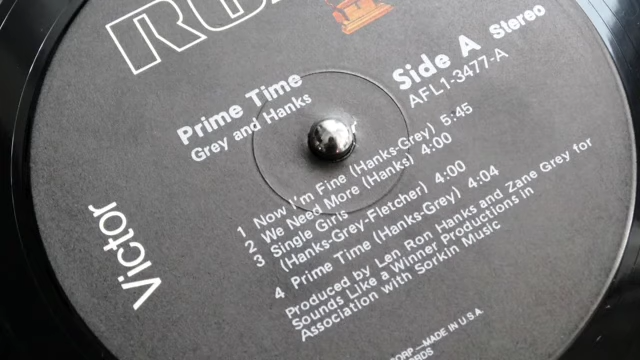 RCA
Victor
Prime Time
Grey and Hanks
Side A Stereo
AFL1-3477-A
1 Now I'm Fine (Hanks-Grey) 5:45
2 We Need More (Hanks) 4:00
3 Single Girls
(Hanks-Grey-Fletcher) 4:00
4 Prime Time (Hanks-Grey) 4:04
Produced by Len Ron Hanks and Zane Grey for
Sounds Like a Winner Productions in
Association with Sorkin Music
CORP.—MADE IN U.S.A.